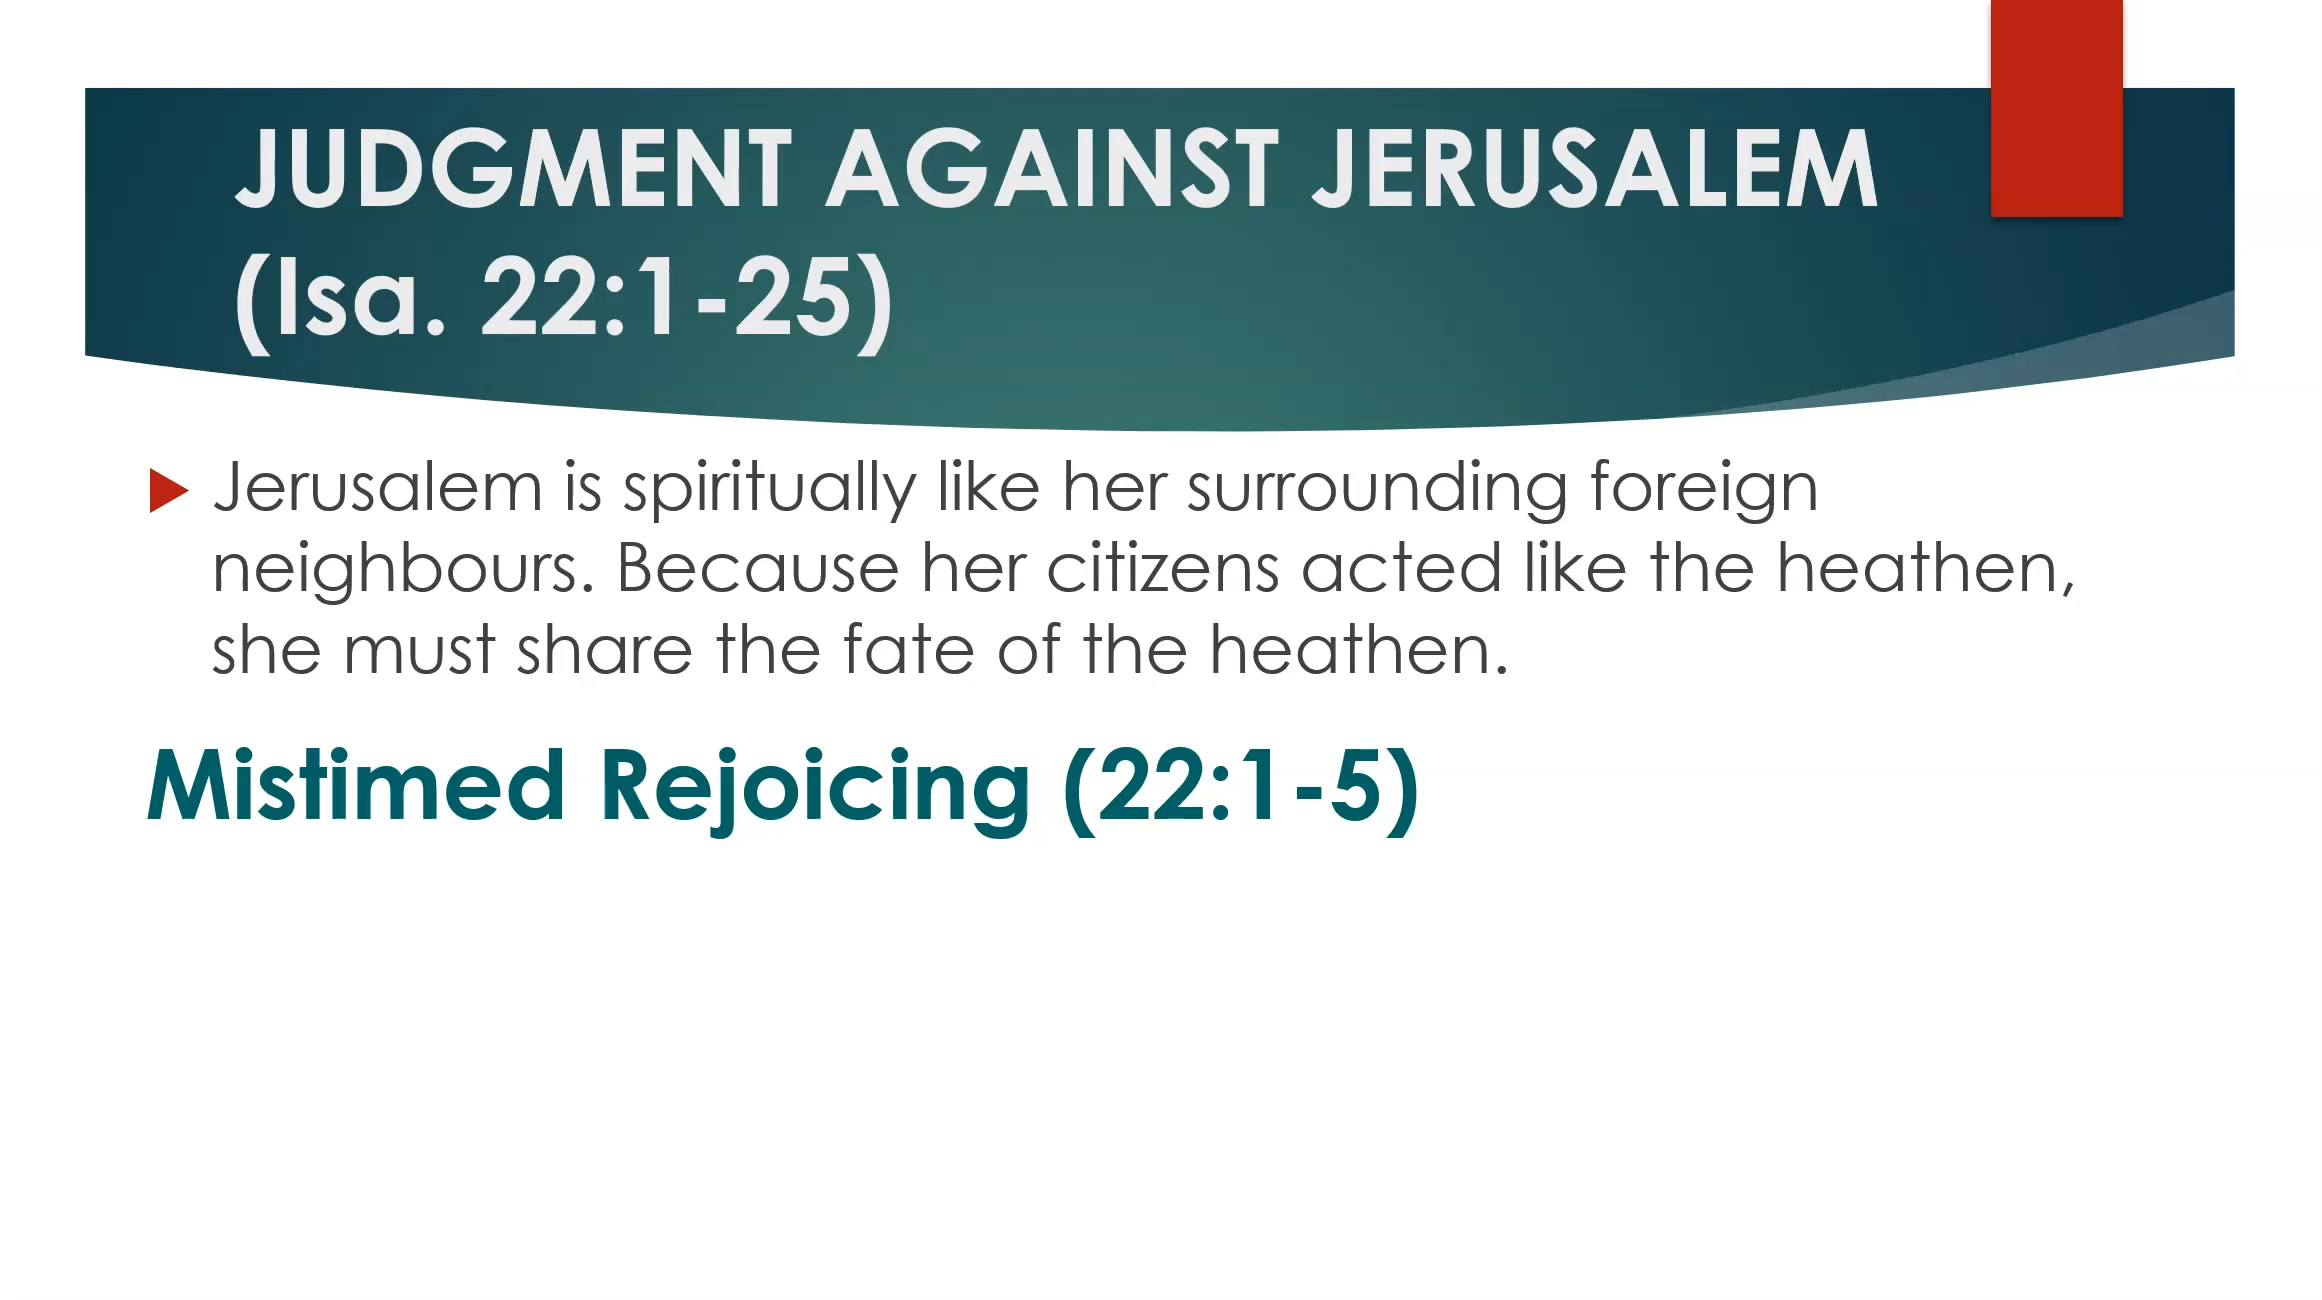 JUDGMENT AGAINST JERUSALEM
(Isa. 22:1-25)
Jerusalem is spiritually like her surrounding foreign
neighbours. Because her citizens acted like the heathen,
she must share the fate of the heathen.
Mistimed Rejoicing (22:1-5)